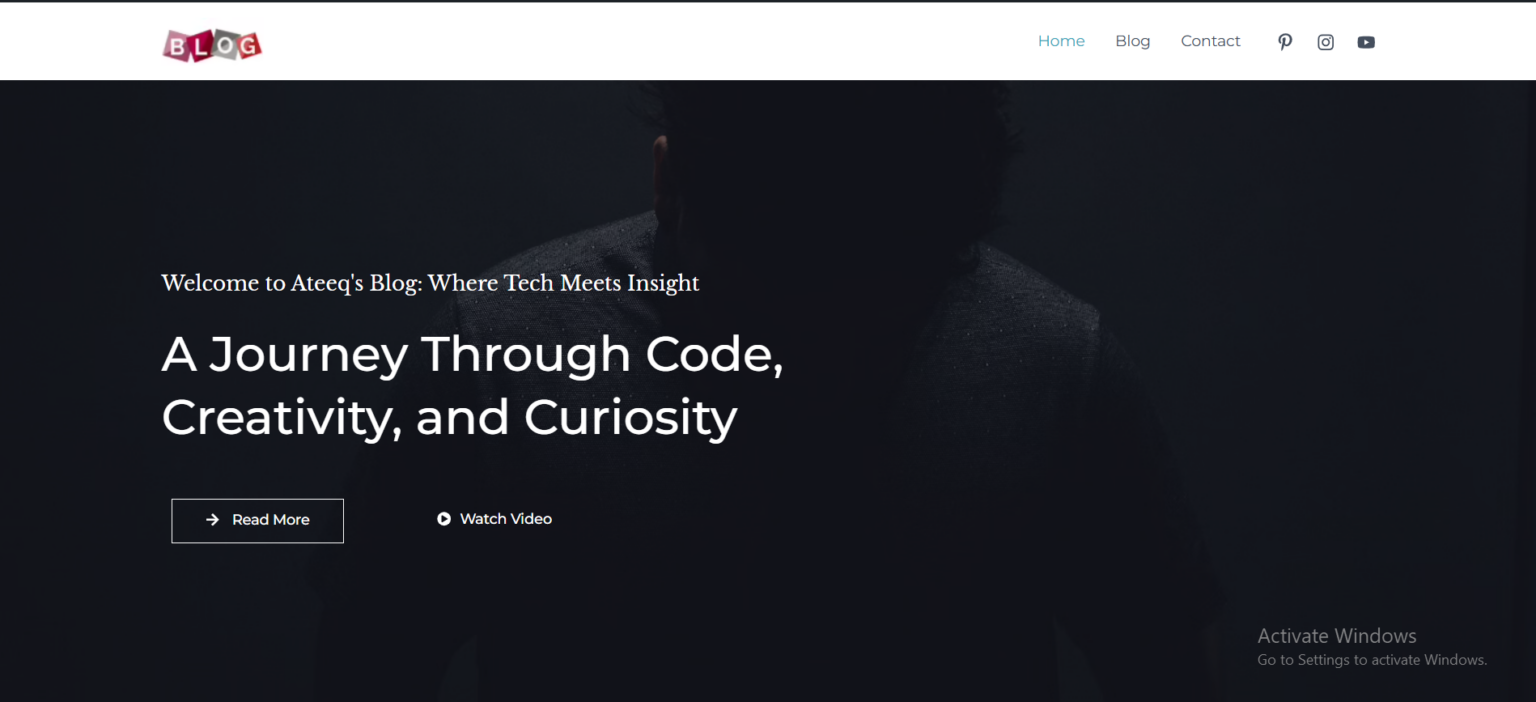 BLOG
Home Blog Contact
Welcome to Ateeq's Blog: Where Tech Meets Insight
A Journey Through Code,
Creativity, and Curiosity
Read More
Watch Video
Activate Windows
Go to Settings to activate Windows.